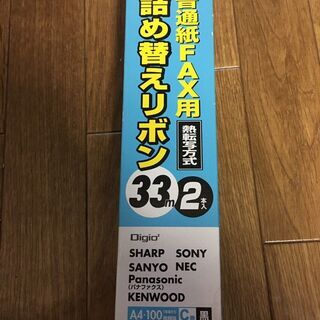 普通紙FAX用
熱転写方式
詰め替えリボン
33m
2本入
Digio²
SHARP SONY
SANYO NEC
Panasonic
(パナファクス)
KENWOOD
A4・100
黒